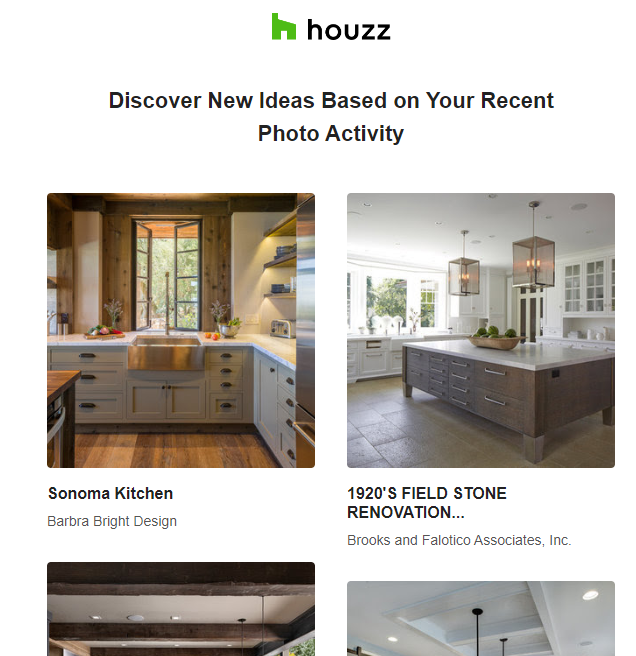 houzz
Discover New Ideas Based on Your Recent
Photo Activity
Sonoma Kitchen
Barbra Bright Design
1920'S FIELD STONE
RENOVATION...
Brooks and Falotico Associates, Inc.